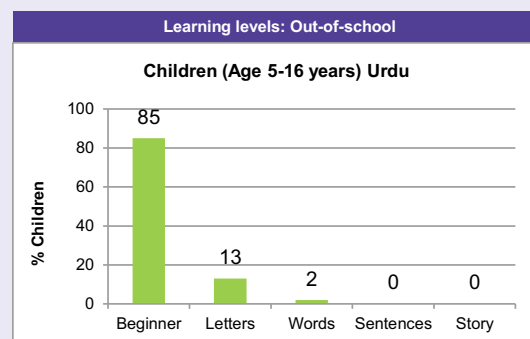 Learning levels: Out-of-school
Children (Age 5-16 years) Urdu
% Children
100
80
60
40
20
0
85
13
2
0
0
Beginner
Letters
Words
Sentences
Story